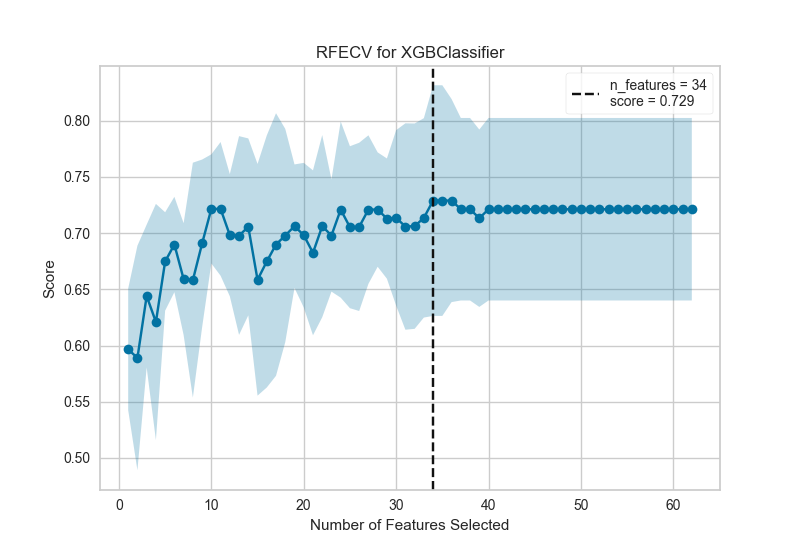 RFECV for XGBClassifier
n_features = 34
score = 0.729
0.80
0.75
0.70
0.65
0.60
0.55
0.50
Score
0 10 20 30 40 50 60
Number of Features Selected